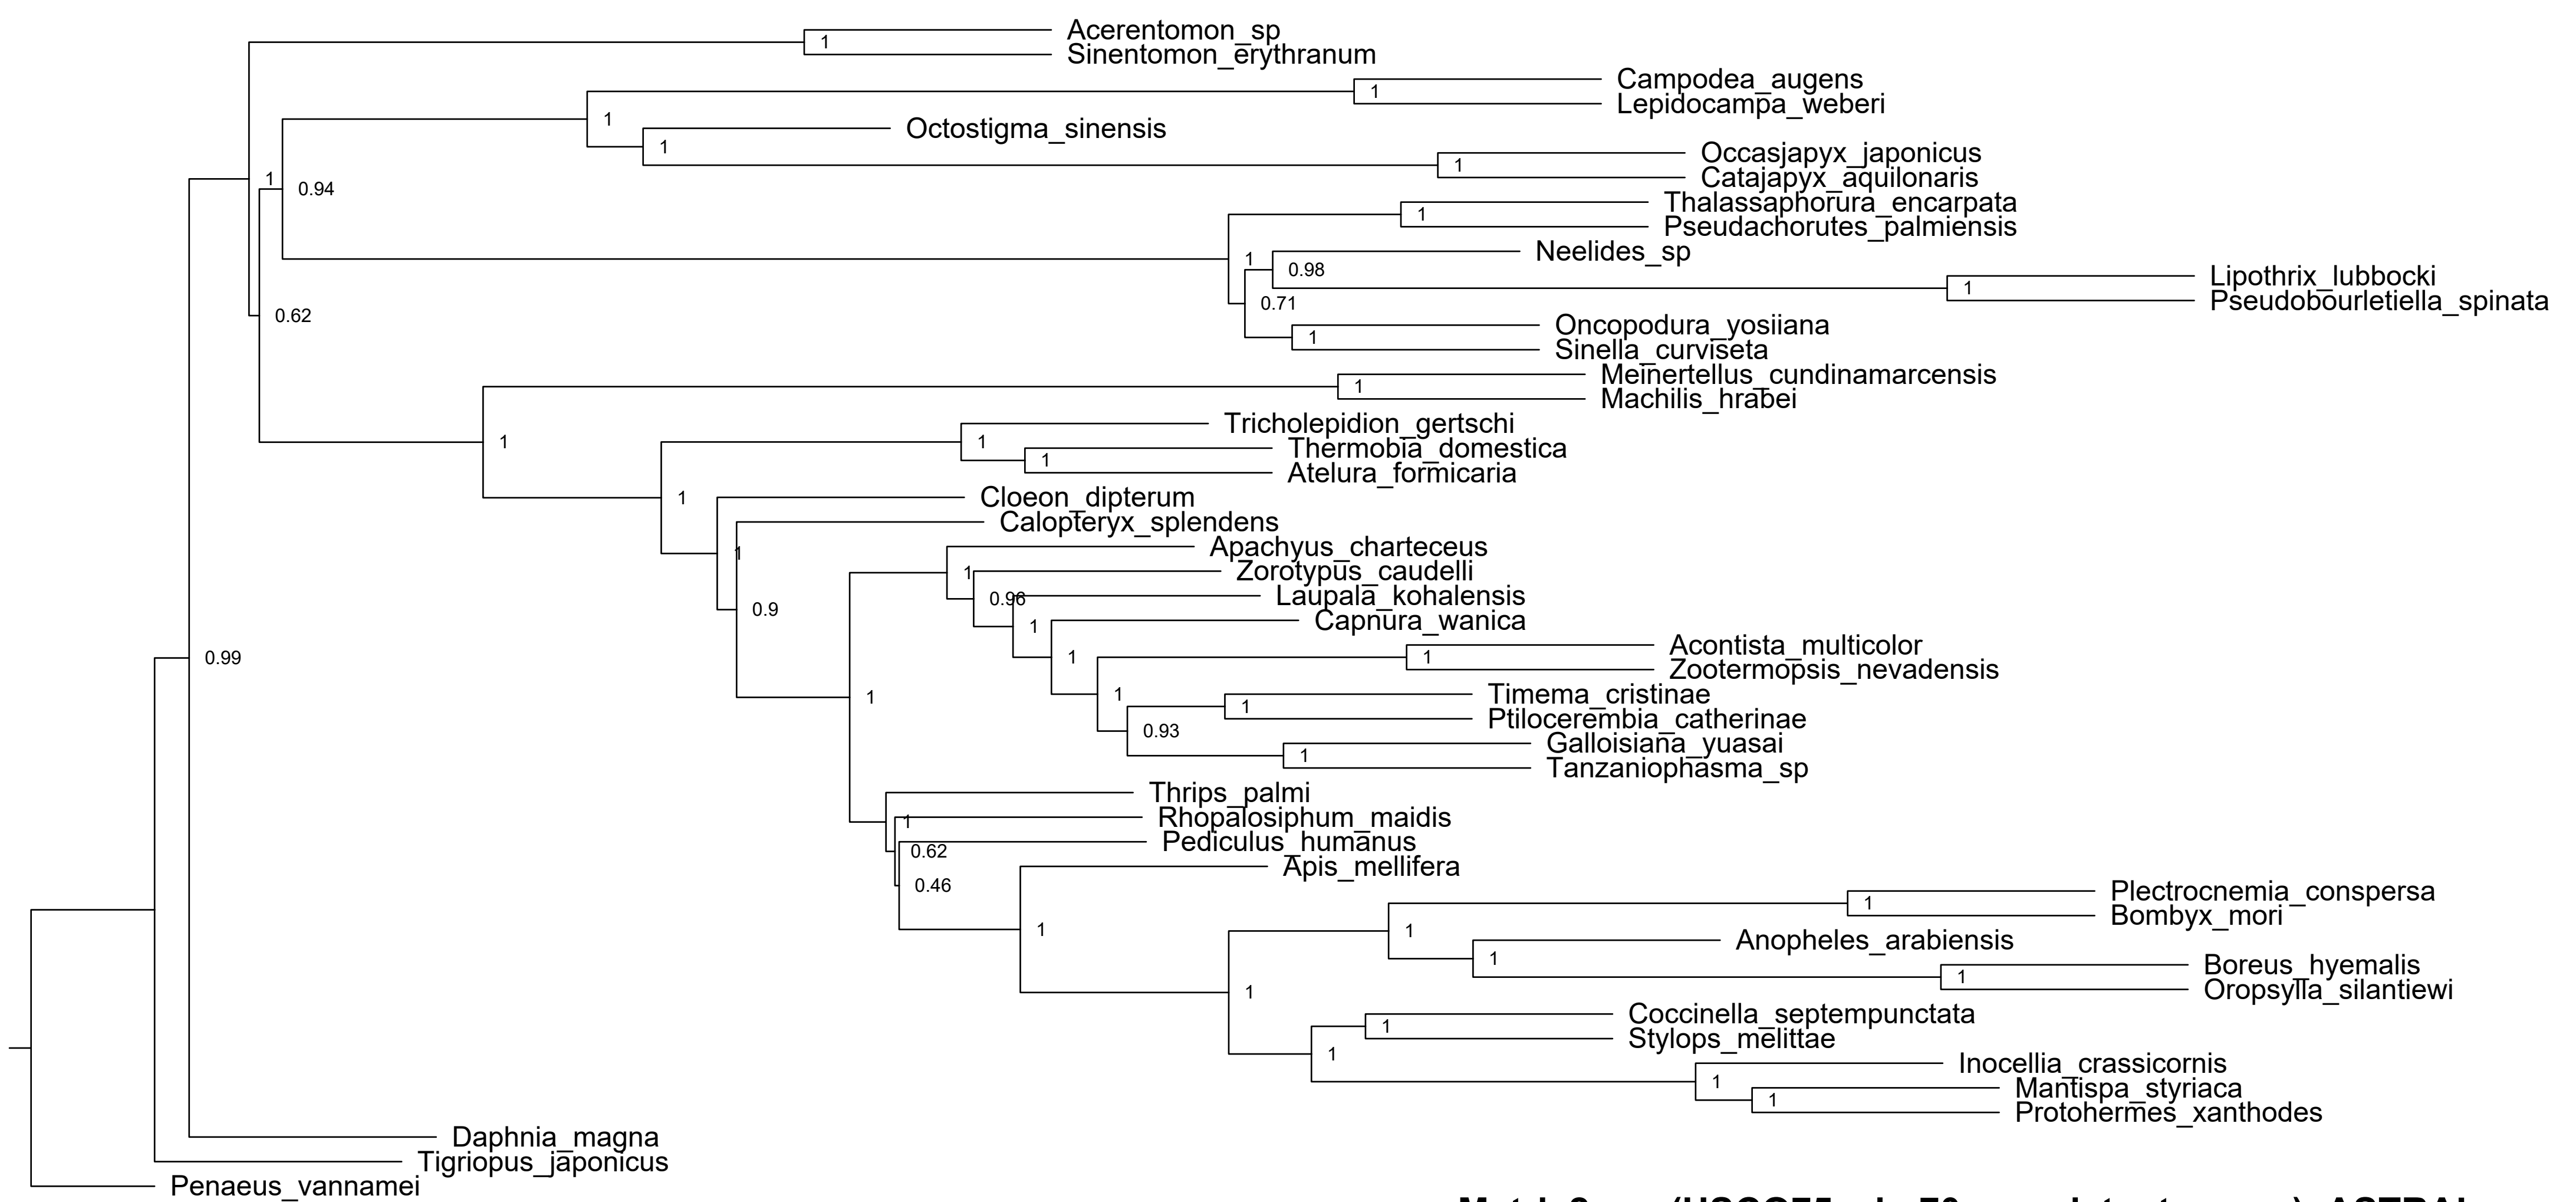 Acerentomon_sp
1
Sinentomon_erythranum
Campodea_augens
1
Lepidocampa_weberi
1
Octostigma_sinensis
1
Occasjapyx_japonicus
1
Catajapyx_aquilonaris
1
0.94
Thalassaphorura_encarpata
1
Pseudachorutes_palmiensis
Neelides_sp
1
0.98
Lipothrix_lubbocki
1
Pseudobourletiella_spinata
0.71
0.62
Oncopodura_yosiiana
1
Sinella_curviseta
Meinertellus_cundinamarcensis
1
Machilis_hrabei
Tricholepidion_gertschi
1
1
Thermobia_domestica
1
Atelura_formicaria
1
Cloeon_dipterum
Calopteryx_splendens
1
Apachyus_charteceus
1
Zorotypus_caudelli
0.96
Laupala_kohalensis
0.9
1
Capnura_wanica
Acontista_multicolor
0.99
1
1
Zootermopsis_nevadensis
1
1
Timema_cristinae
1
Ptilocerembia_catherinae
0.93
Galloisiana_yuasai
1
Tanzaniophasma_sp
Thrips_palmi
1
Rhopalosiphum_maidis
Pediculus_humanus
0.62
Apis_mellifera
0.46
Plectrocnemia_conspersa
1
Bombyx_mori
1
1
Anopheles_arabiensis
1
Boreus_hyemalis
1
Oropsylla_silantiewi
1
Coccinella_septempunctata
1
Stylops_melittae
1
Inocellia_crassicornis
1
Mantispa_styriaca
1
Protohermes_xanthodes
Daphnia_magna
Tigriopus_japonicus
Penaeus_vannamei